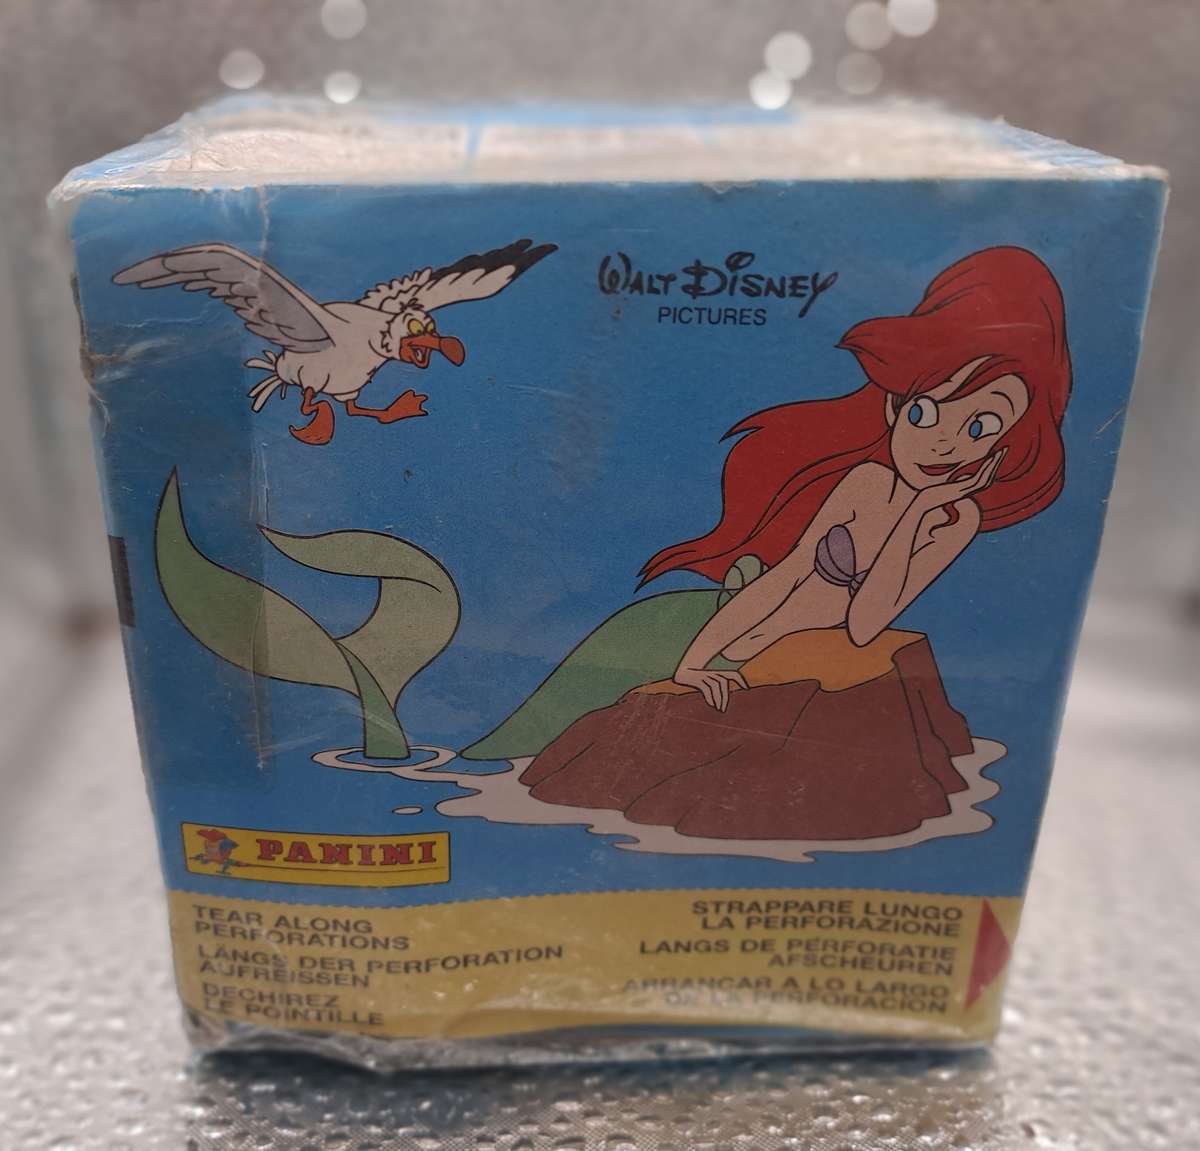 WALT DISNEY
PICTURES
PANINI
TEAR ALONG
PERFORATIONS
LÄNGS DER PERFORATION
AUFREISSEN
DECHIREZ
LE POINTILLE
STRAPPARE LUNGO
LA PERFORAZIONE
LANGS DE PERFORATIE
AFSCHEUREN
ARRANCAR A LO LARGO
DE LA PERFORACION